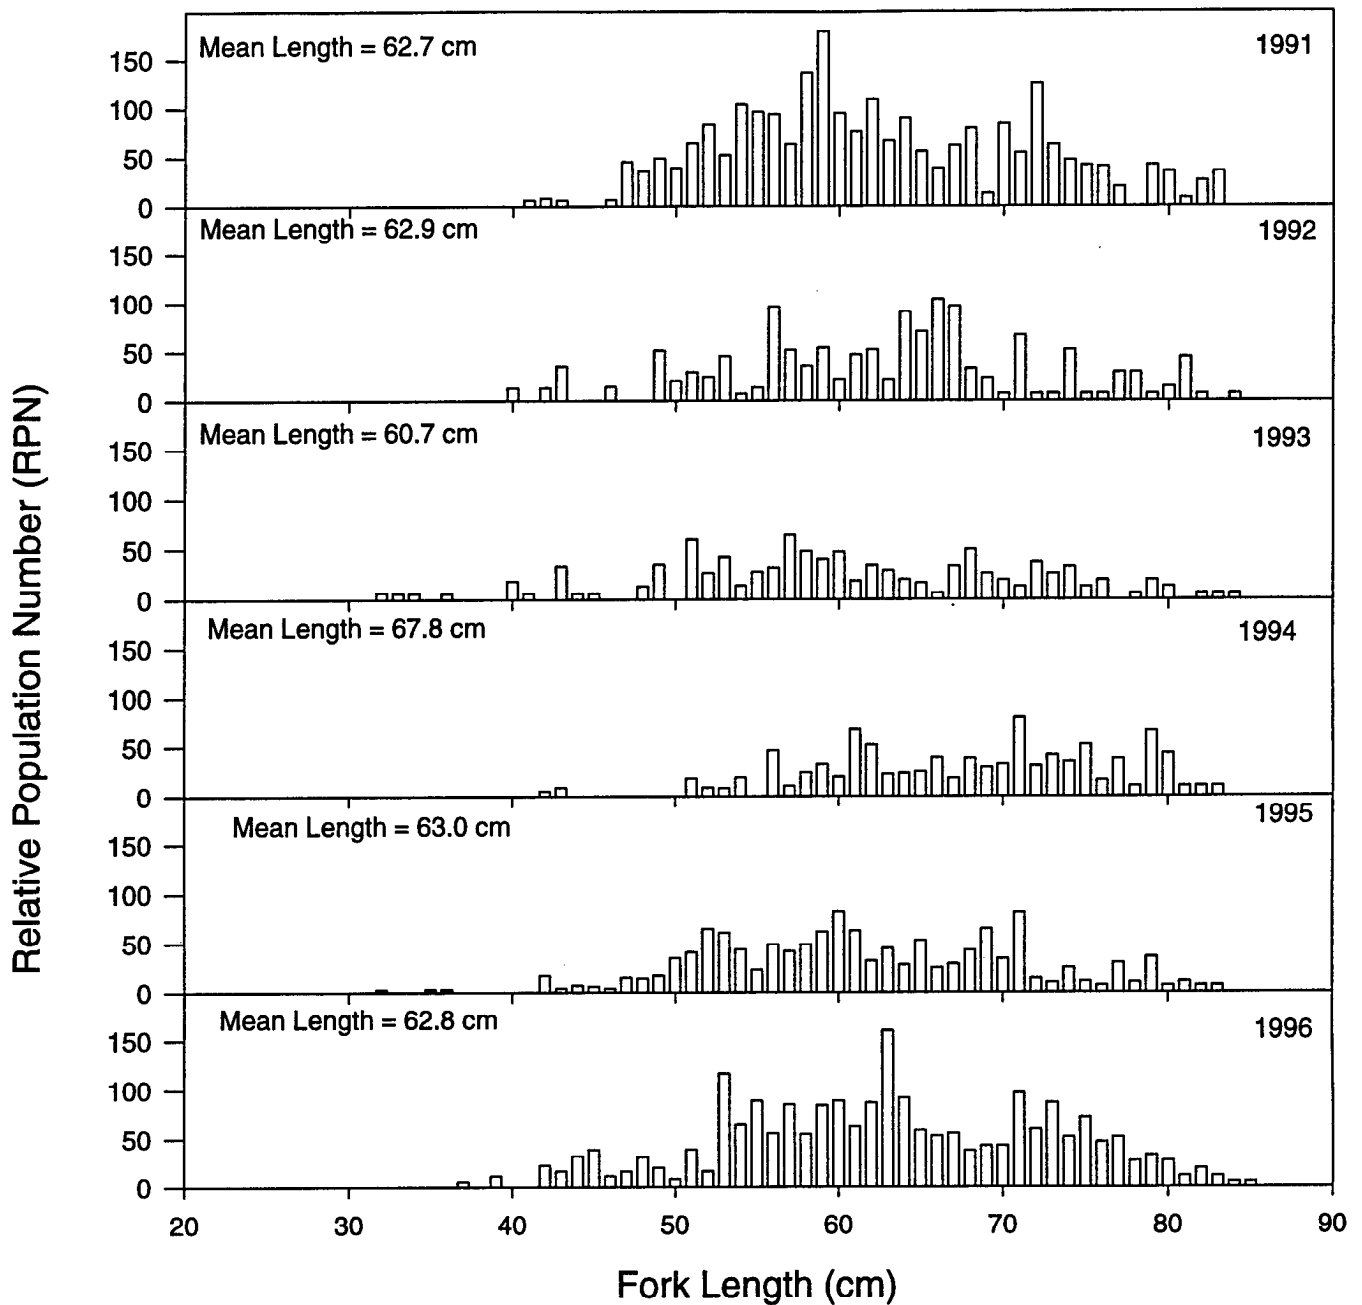 Mean Length = 62.7 cm 1991
150
100
50
0
Mean Length = 62.9 cm 1992
150
100
50
0
Mean Length = 60.7 cm 1993
150
100
50
0
Mean Length = 67.8 cm 1994
150
100
50
0
Mean Length = 63.0 cm 1995
150
100
50
0
Mean Length = 62.8 cm 1996
150
100
50
0
20 30 40 50 60 70 80 90
Fork Length (cm)
Relative Population Number (RPN)